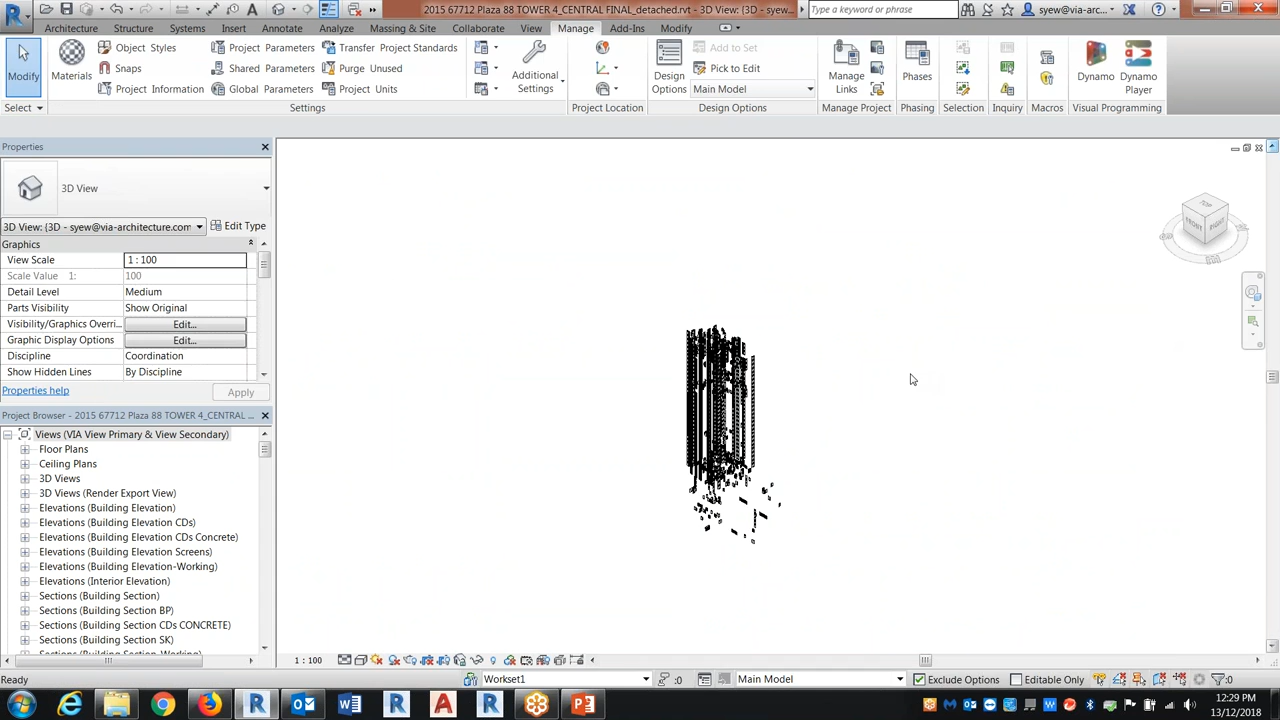 2015 67712 Plaza 88 TOWER 4_CENTRAL FINAL_detached.rvt - 3D View: {3D - syew...
Type a keyword or phrase
syew@via-arc...
Architecture Structure Systems Insert Annotate Analyze Massing & Site Collaborate View Manage Add-Ins Modify
Modify
Materials
Object Styles
Snaps
Project Information
Project Parameters
Shared Parameters
Global Parameters
Transfer Project Standards
Purge Unused
Project Units
Additional
Settings
Design
Options
Add to Set
Pick to Edit
Main Model
Manage
Links
Phases
Dynamo
Dynamo
Player
Select
Settings
Project Location
Design Options
Manage Project
Phasing
Selection
Inquiry
Macros
Visual Programming
Properties
3D View
3D View: {3D - syew@via-architecture.com
Edit Type
Graphics
View Scale 1 : 100
Scale Value 1: 100
Detail Level Medium
Parts Visibility Show Original
Visibility/Graphics Overri... Edit...
Graphic Display Options Edit...
Discipline Coordination
Show Hidden Lines By Discipline
Properties help
Apply
Project Browser - 2015 67712 Plaza 88 TOWER 4_CENTRAL ...
Views (VIA View Primary & View Secondary)
Floor Plans
Ceiling Plans
3D Views
3D Views (Render Export View)
Elevations (Building Elevation)
Elevations (Building Elevation CDs)
Elevations (Building Elevation CDs Concrete)
Elevations (Building Elevation Screens)
Elevations (Building Elevation-Working)
Elevations (Interior Elevation)
Sections (Building Section)
Sections (Building Section BP)
Sections (Building Section CDs CONCRETE)
Sections (Building Section SK)
Sections (Building Section-Working)
TOP
FRONT
RIGHT
1 : 100
Ready
Workset1
:0
Main Model
Exclude Options
Editable Only
:0
12:29 PM
13/12/2018